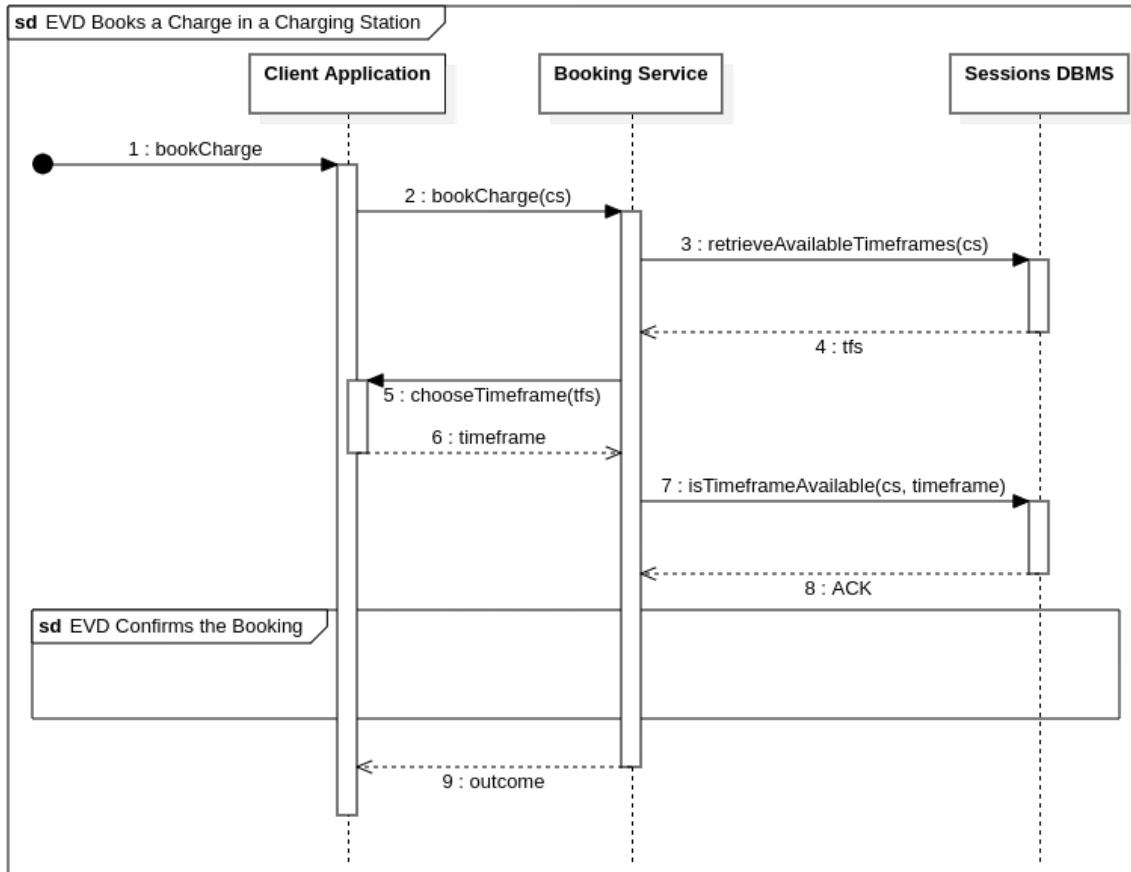 sd EVD Books a Charge in a Charging Station
Client Application
Booking Service
Sessions DBMS
1 : bookCharge
2 : bookCharge(cs)
3 : retrieveAvailableTimeframes(cs)
4 : tfs
5 : chooseTimeframe(tfs)
6 : timeframe
7 : isTimeframeAvailable(cs, timeframe)
8 : ACK
sd EVD Confirms the Booking
9 : outcome